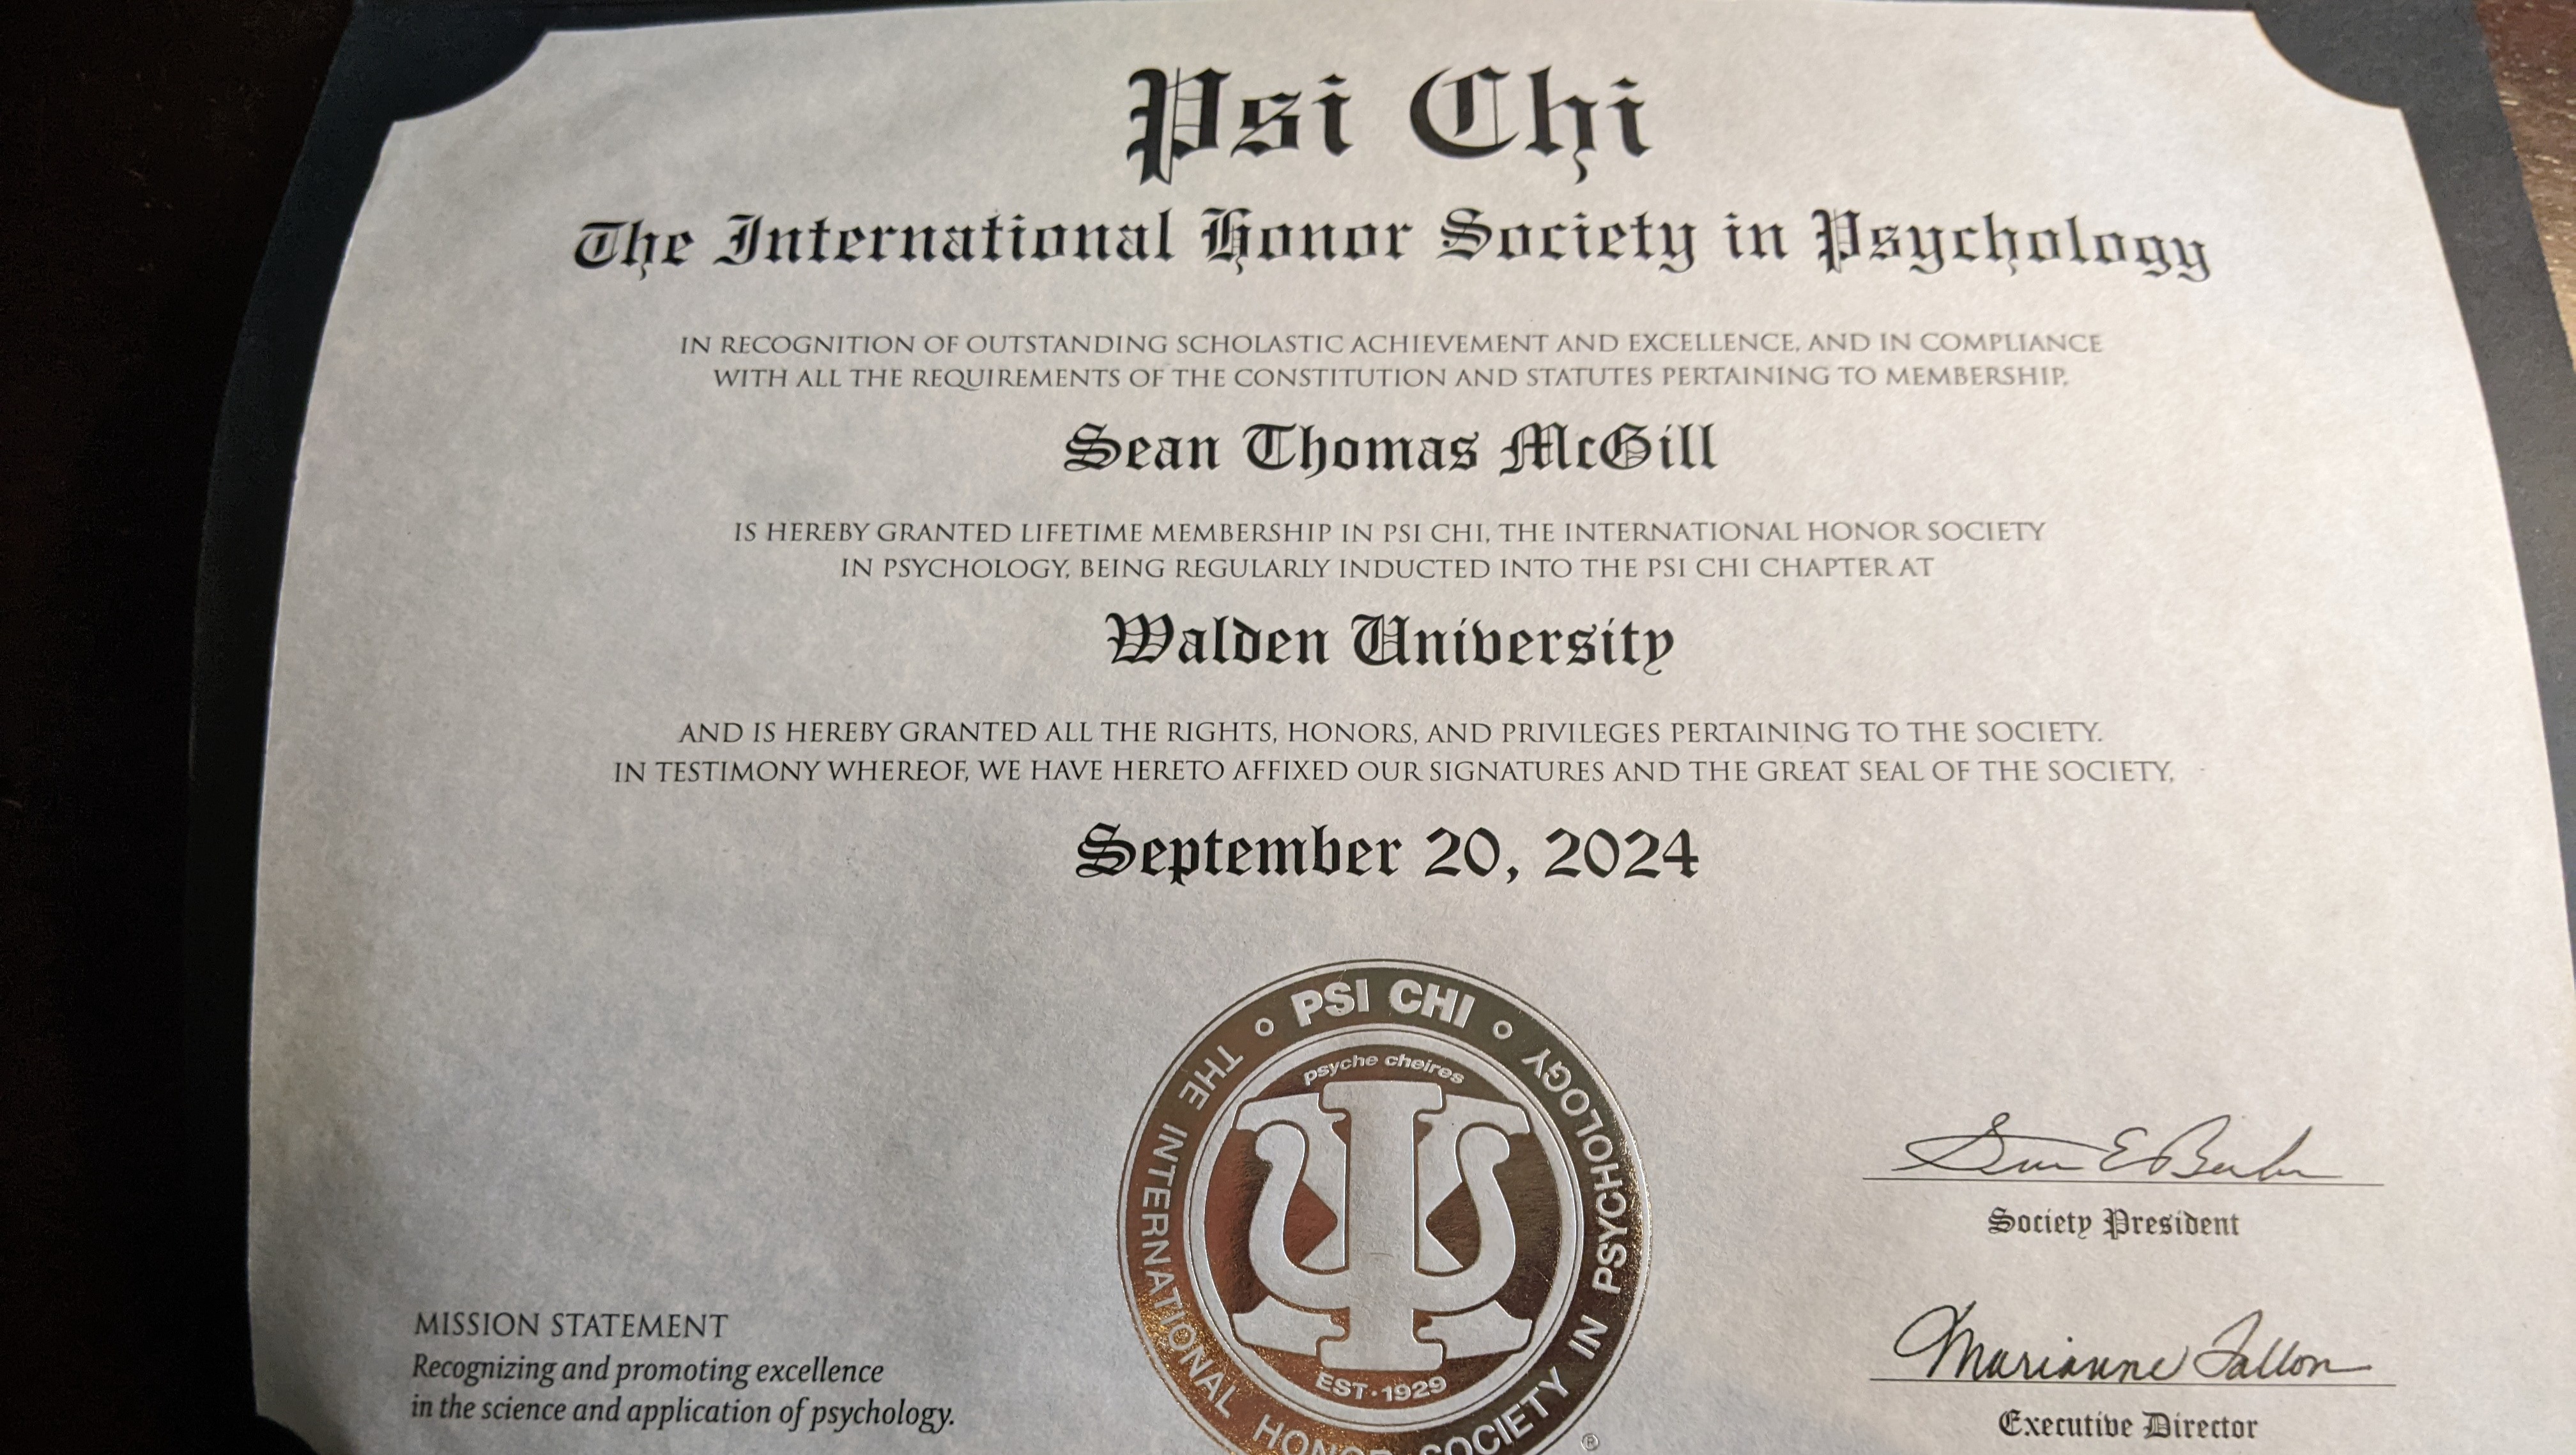 Psi Chi
The International Honor Society in Psychology
IN RECOGNITION OF OUTSTANDING SCHOLASTIC ACHIEVEMENT AND EXCELLENCE, AND IN COMPLIANCE
WITH ALL THE REQUIREMENTS OF THE CONSTITUTION AND STATUTES PERTAINING TO MEMBERSHIP,
Sean Thomas McGill
IS HEREBY GRANTED LIFETIME MEMBERSHIP IN PSI CHI, THE INTERNATIONAL HONOR SOCIETY
IN PSYCHOLOGY, BEING REGULARLY INDUCTED INTO THE PSI CHI CHAPTER AT
Walden University
AND IS HEREBY GRANTED ALL THE RIGHTS, HONORS, AND PRIVILEGES PERTAINING TO THE SOCIETY.
IN TESTIMONY WHEREOF, WE HAVE HERETO AFFIXED OUR SIGNATURES AND THE GREAT SEAL OF THE SOCIETY,
September 20, 2024
PSI CHI
THE INTERNATIONAL HONOR SOCIETY IN PSYCHOLOGY
psyche cheires
Ψ
EST·1929
®
MISSION STATEMENT
Recognizing and promoting excellence
in the science and application of psychology.
Society President
Marianne Fallon
Executive Director